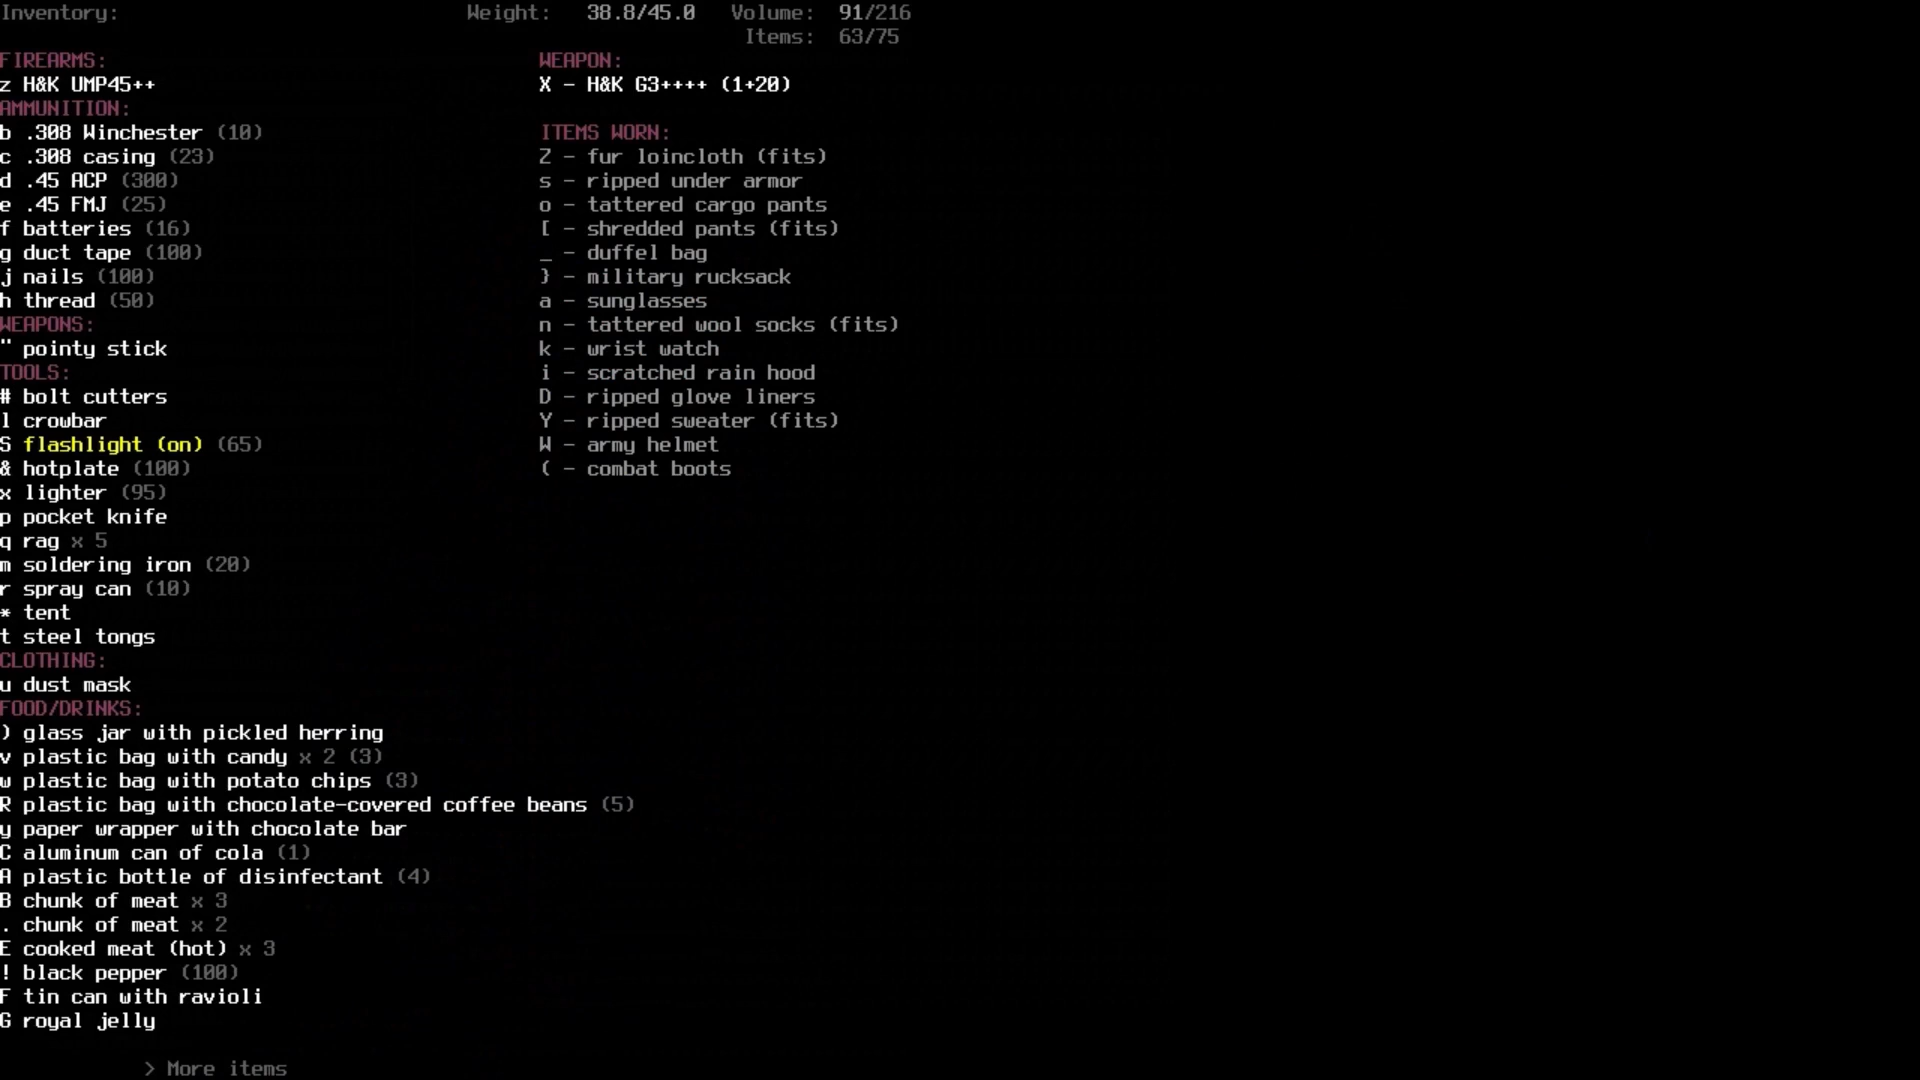 Inventory: Weight: 38.8/45.0 Volume: 91/216
Items: 63/75
FIREARMS:
z H&K UMP45++
AMMUNITION:
b .308 Winchester (10)
c .308 casing (23)
d .45 ACP (300)
e .45 FMJ (25)
f batteries (16)
g duct tape (100)
j nails (100)
h thread (50)
WEAPONS:
" pointy stick
TOOLS:
# bolt cutters
l crowbar
S flashlight (on) (65)
& hotplate (100)
x lighter (95)
p pocket knife
q rag x 5
m soldering iron (20)
r spray can (10)
* tent
t steel tongs
CLOTHING:
u dust mask
FOOD/DRINKS:
) glass jar with pickled herring
v plastic bag with candy x 2 (3)
w plastic bag with potato chips (3)
R plastic bag with chocolate-covered coffee beans (5)
y paper wrapper with chocolate bar
C aluminum can of cola (1)
A plastic bottle of disinfectant (4)
B chunk of meat x 3
. chunk of meat x 2
E cooked meat (hot) x 3
! black pepper (100)
F tin can with ravioli
G royal jelly
> More items
WEAPON:
X - H&K G3++++ (1+20)
ITEMS WORN:
Z - fur loincloth (fits)
s - ripped under armor
o - tattered cargo pants
[ - shredded pants (fits)
_ - duffel bag
} - military rucksack
a - sunglasses
n - tattered wool socks (fits)
k - wrist watch
i - scratched rain hood
D - ripped glove liners
Y - ripped sweater (fits)
W - army helmet
( - combat boots